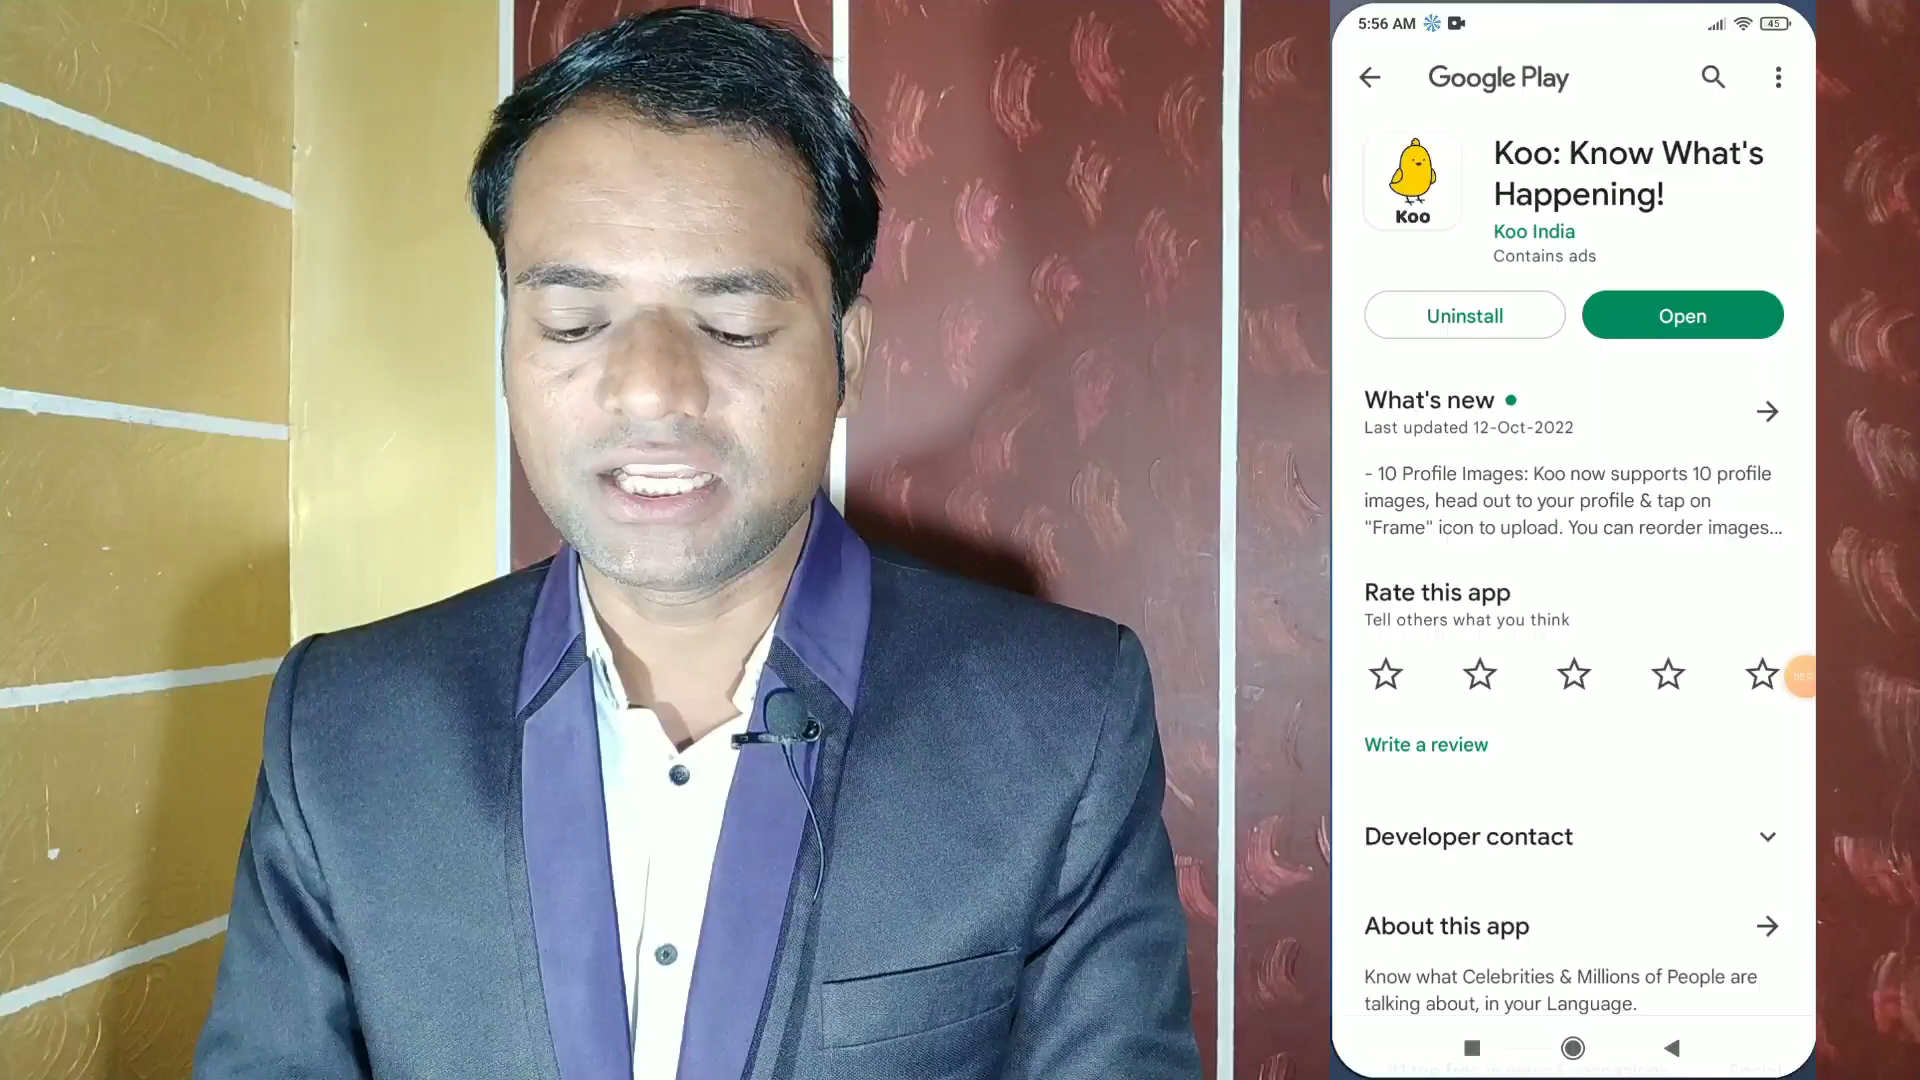 5:56 AM
45
Google Play
Koo: Know What's
Happening!
Koo
Koo India
Contains ads
Uninstall
Open
What's new
Last updated 12-Oct-2022
- 10 Profile Images: Koo now supports 10 profile
images, head out to your profile & tap on
"Frame" icon to upload. You can reorder images...
Rate this app
Tell others what you think
Write a review
Developer contact
About this app
Know what Celebrities & Millions of People are
talking about, in your Language.